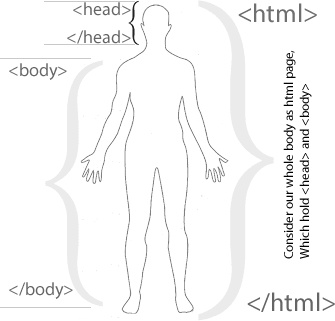 <head>
</head>
<body>
</body>
<html>
Consider our whole body as html page,
Which hold <head> and <body>
</html>